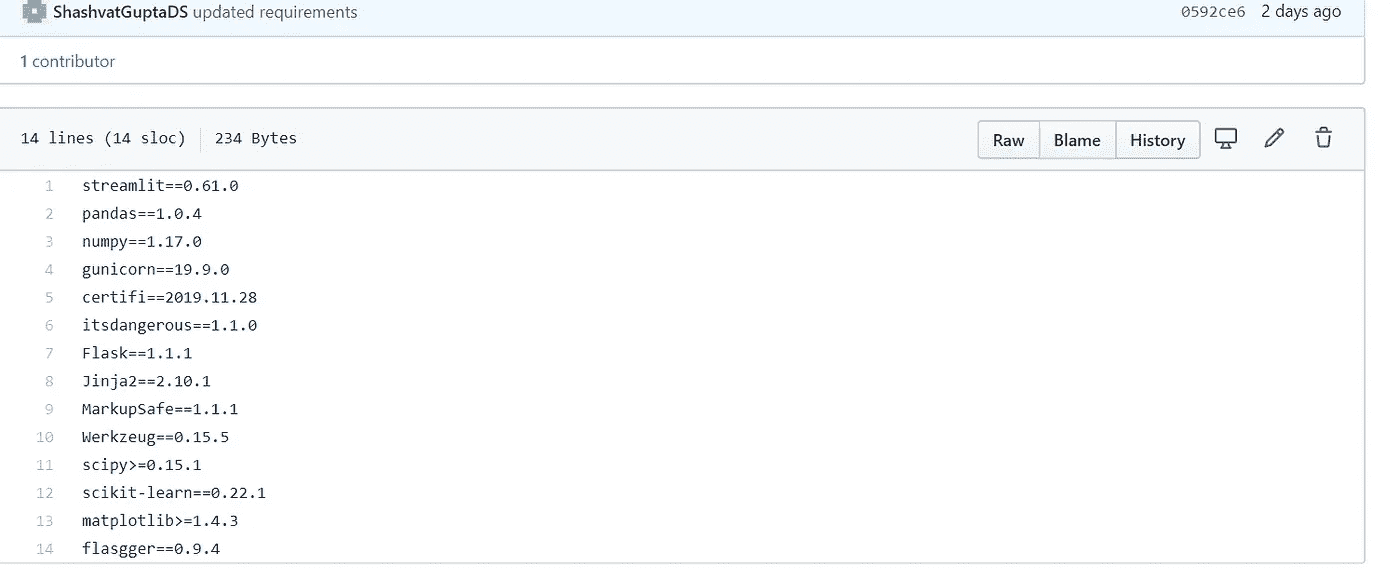 ShashvatGuptaDS updated requirements 0592ce6 2 days ago
1 contributor
14 lines (14 sloc) 234 Bytes Raw Blame History
1 streamlit==0.61.0
2 pandas==1.0.4
3 numpy==1.17.0
4 gunicorn==19.9.0
5 certifi==2019.11.28
6 itsdangerous==1.1.0
7 Flask==1.1.1
8 Jinja2==2.10.1
9 MarkupSafe==1.1.1
10 Werkzeug==0.15.5
11 scipy>=0.15.1
12 scikit-learn==0.22.1
13 matplotlib>=1.4.3
14 flasgger==0.9.4